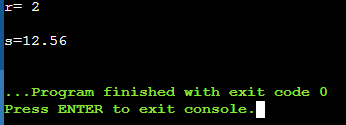 r= 2
s=12.56
...Program finished with exit code 0
Press ENTER to exit console.